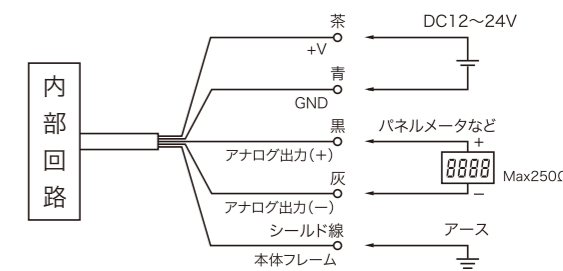 茶
DC12～24V
+V
青
GND
内部回路
黒
パネルメータなど
アナログ出力(+)
+
8888
Max250Ω
灰
アナログ出力(ー)
−
シールド線
アース
本体フレーム